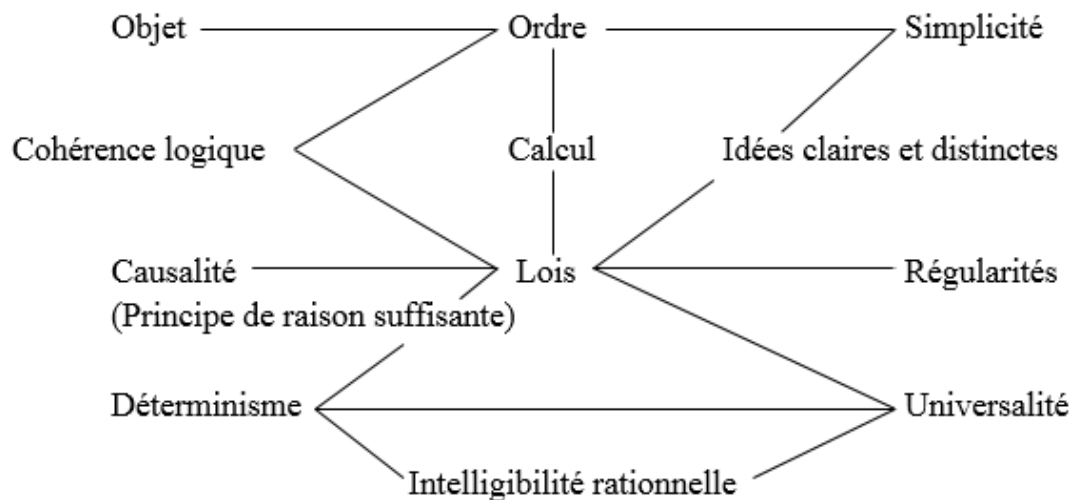 Objet Ordre Simplicité
Cohérence logique Calcul Idées claires et distinctes
Causalité Lois Régularités
(Principe de raison suffisante)
Déterminisme Universalité
Intelligibilité rationnelle